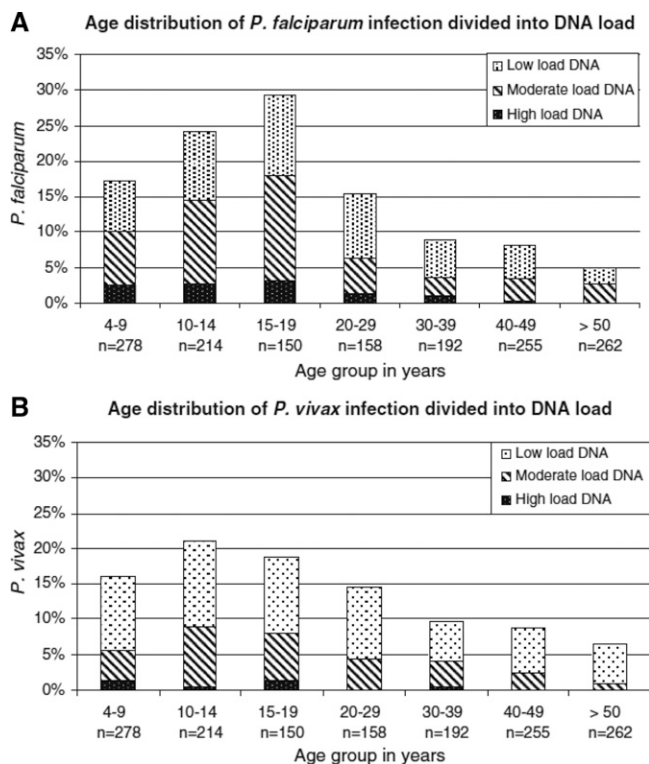 A Age distribution of P. falciparum infection divided into DNA load
35%
30%
25%
20%
15%
10%
5%
0%
P. falciparum
Low load DNA
Moderate load DNA
High load DNA
4-9 10-14 15-19 20-29 30-39 40-49 > 50
n=278 n=214 n=150 n=158 n=192 n=255 n=262
Age group in years
B Age distribution of P. vivax infection divided into DNA load
35%
30%
25%
20%
15%
10%
5%
0%
P. vivax
Low load DNA
Moderate load DNA
High load DNA
4-9 10-14 15-19 20-29 30-39 40-49 > 50
n=278 n=214 n=150 n=158 n=192 n=255 n=262
Age group in years